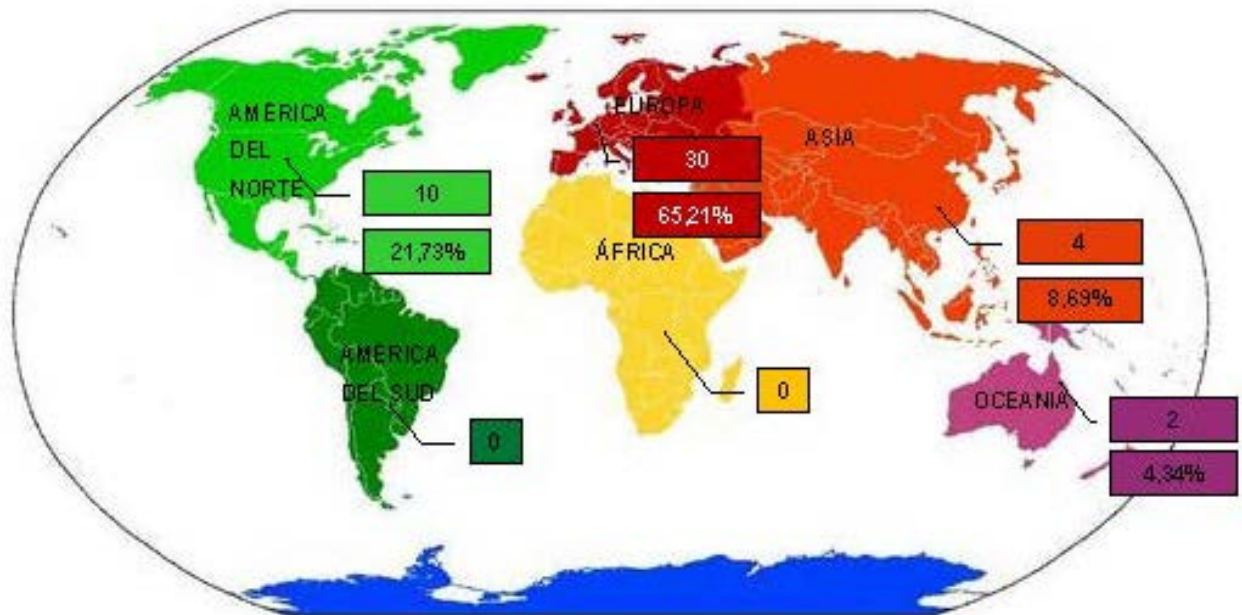 AMÉRICA
DEL
NORTE
10
21,73%
EUROPA
30
65,21%
ASIA
4
8,69%
ÁFRICA
0
AMÉRICA
DEL SUD
0
OCEANIA
2
4,34%